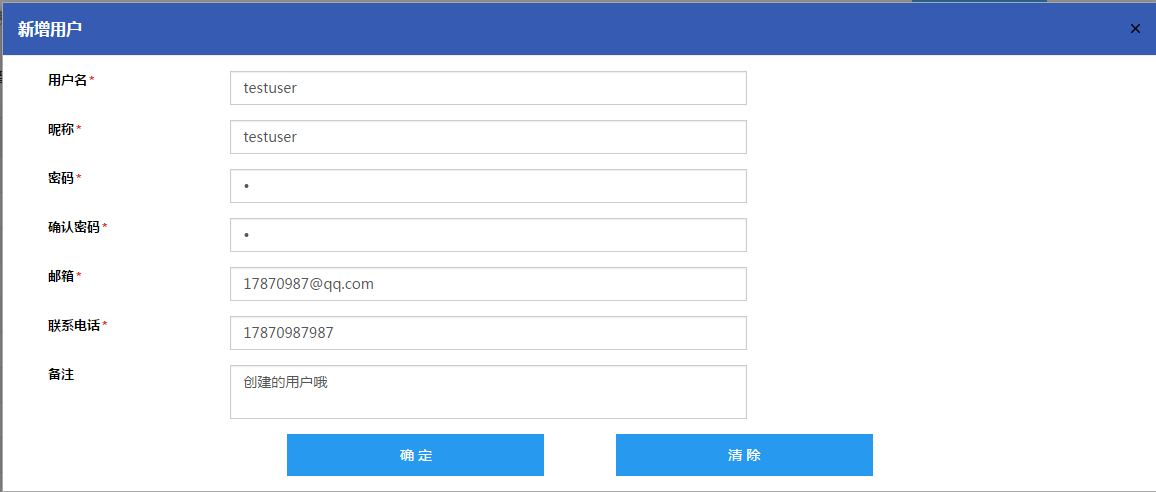 新增用户
×
用户名*
testuser
昵称*
testuser
密码*
•
确认密码*
•
邮箱*
17870987@qq.com
联系电话*
17870987987
备注
创建的用户哦
确 定
清 除